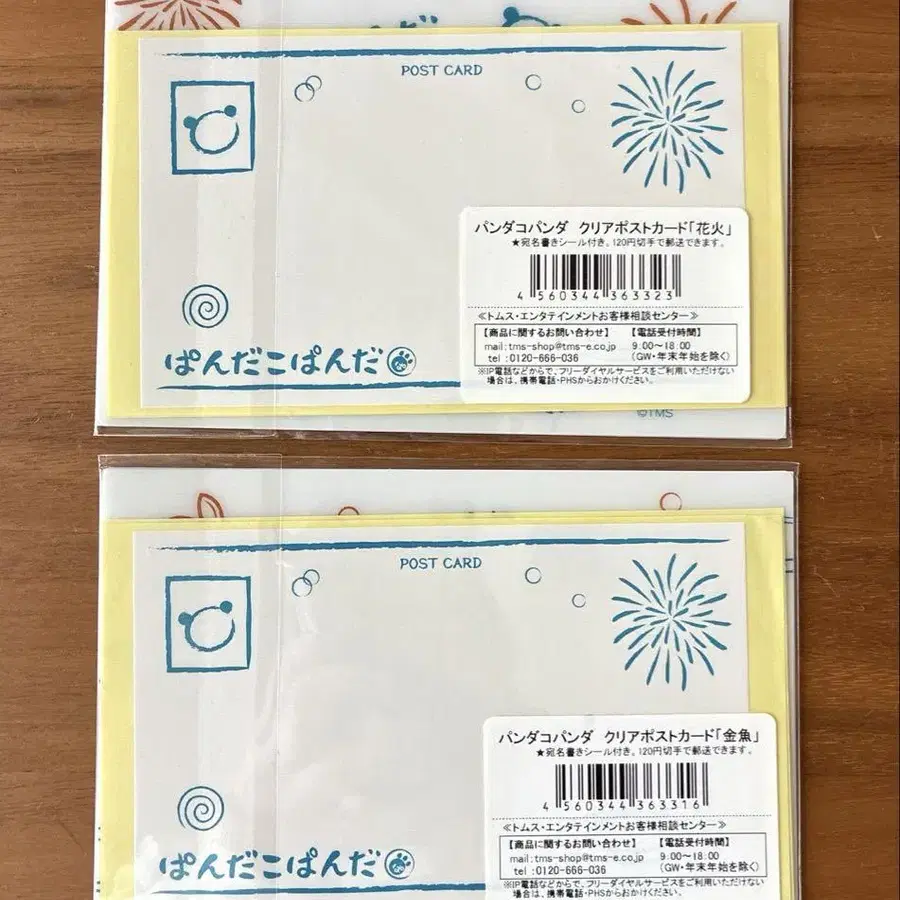 POST CARD
パンダコパンダ クリアポストカード「花火」
★宛名書きシール付き。120円切手で郵送できます。
4 560344 363323
≪トムス・エンタテインメントお客様相談センター≫
【商品に関するお問い合わせ】 【電話受付時間】
mail:tms-shop@tms-e.co.jp 9:00〜18:00
tel :0120-666-036 (GW・年末年始を除く)
※IP電話などからで、フリーダイヤルサービスをご利用いただけない
場合は、携帯電話・PHSからおかけください。
ぱんだこぱんだ
©TMS
POST CARD
パンダコパンダ クリアポストカード「金魚」
★宛名書きシール付き。120円切手で郵送できます。
4 560344 363316
≪トムス・エンタテインメントお客様相談センター≫
【商品に関するお問い合わせ】 【電話受付時間】
mail:tms-shop@tms-e.co.jp 9:00〜18:00
tel :0120-666-036 (GW・年末年始を除く)
※IP電話などからで、フリーダイヤルサービスをご利用いただけない
場合は、携帯電話・PHSからおかけください。
ぱんだこぱんだ